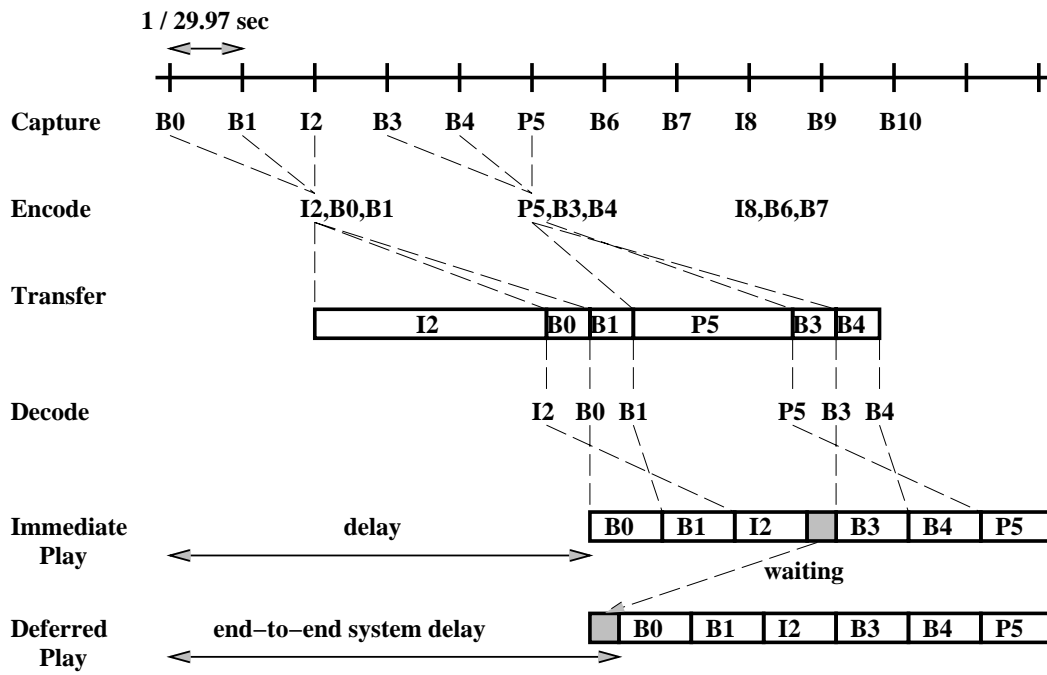 1 / 29.97 sec
Capture B0 B1 I2 B3 B4 P5 B6 B7 I8 B9 B10
Encode I2,B0,B1 P5,B3,B4 I8,B6,B7
Transfer
I2 B0 B1 P5 B3 B4
Decode I2 B0 B1 P5 B3 B4
Immediate delay B0 B1 I2 B3 B4 P5
Play
waiting
Deferred end−to−end system delay B0 B1 I2 B3 B4 P5
Play